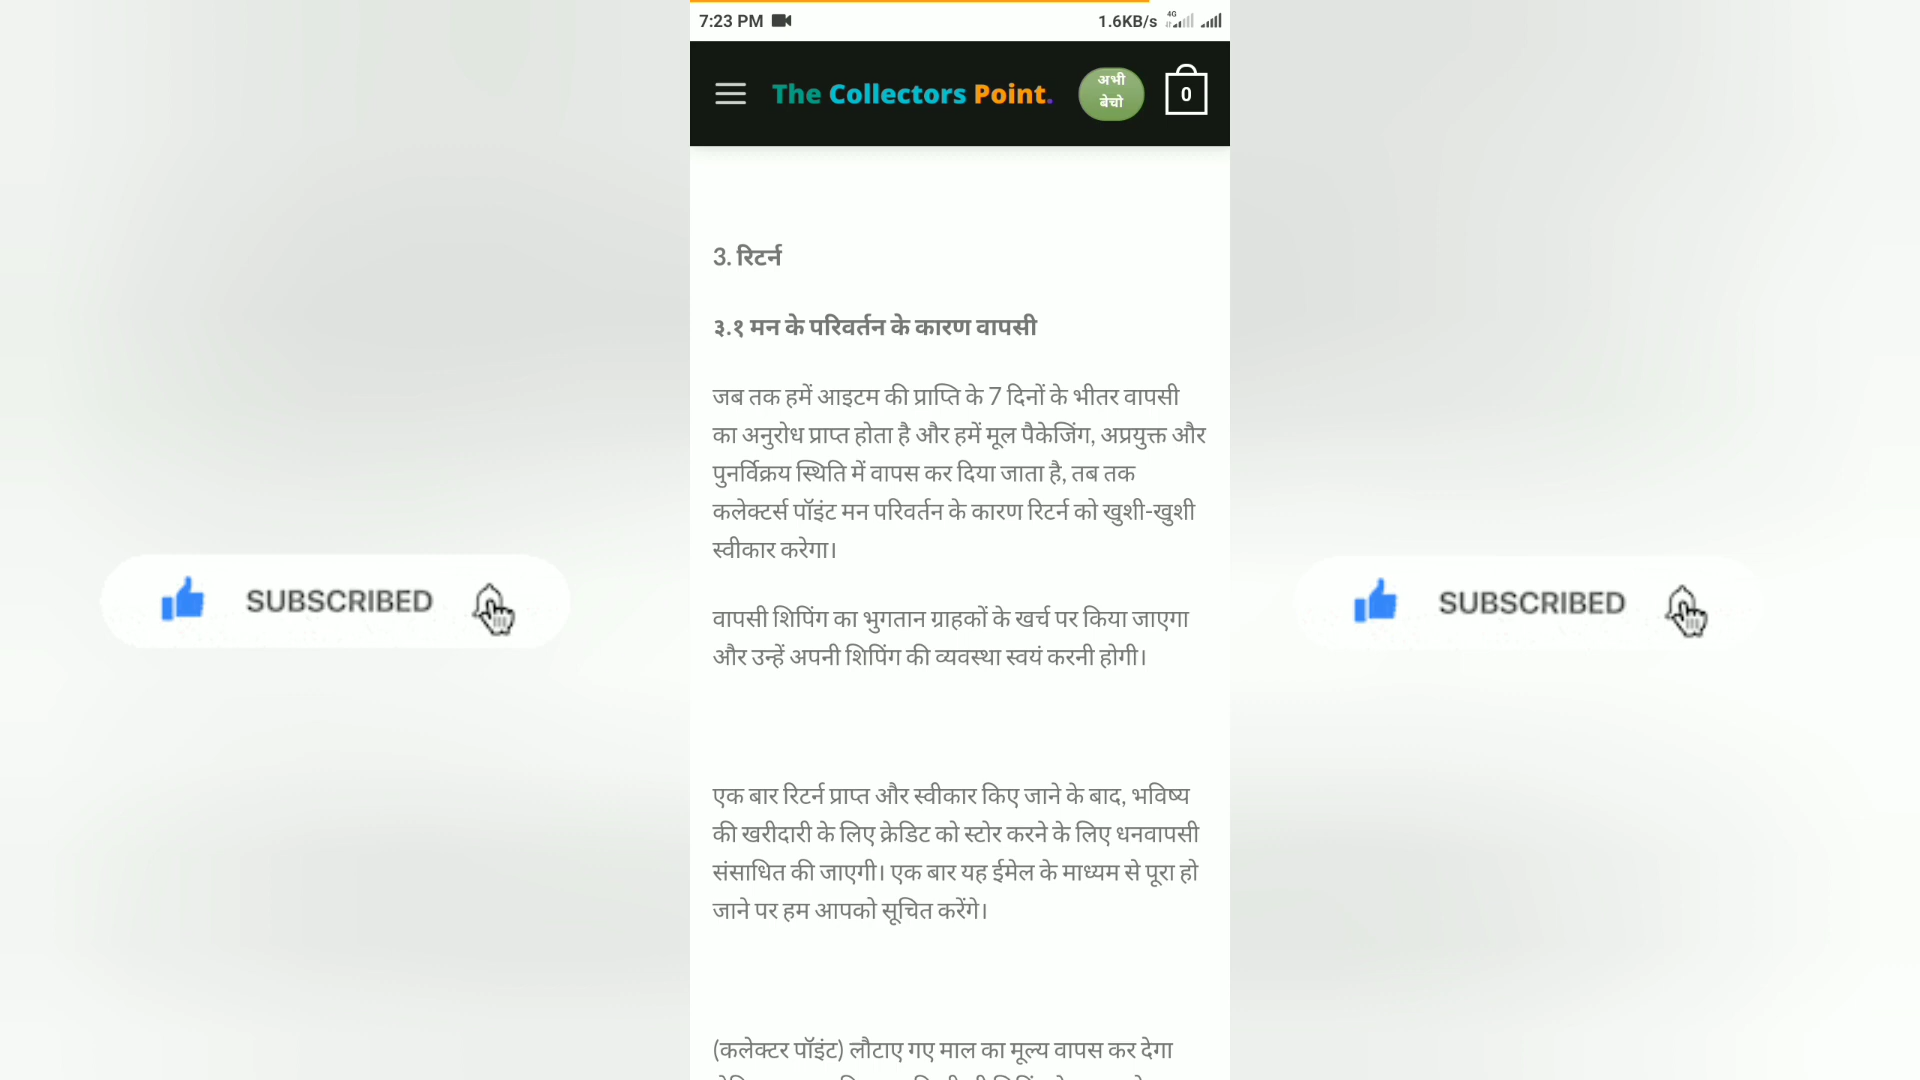 7:23 PM
1.6KB/s 4G
The Collectors Point.
अभी
बेचो
0
3. रिटर्न
३.१ मन के परिवर्तन के कारण वापसी
जब तक हमें आइटम की प्राप्ति के 7 दिनों के भीतर वापसी
का अनुरोध प्राप्त होता है और हमें मूल पैकेजिंग, अप्रयुक्त और
पुनर्विक्रय स्थिति में वापस कर दिया जाता है, तब तक
कलेक्टर्स पॉइंट मन परिवर्तन के कारण रिटर्न को खुशी-खुशी
स्वीकार करेगा।
SUBSCRIBED
SUBSCRIBED
वापसी शिपिंग का भुगतान ग्राहकों के खर्च पर किया जाएगा
और उन्हें अपनी शिपिंग की व्यवस्था स्वयं करनी होगी।
एक बार रिटर्न प्राप्त और स्वीकार किए जाने के बाद, भविष्य
की खरीदारी के लिए क्रेडिट को स्टोर करने के लिए धनवापसी
संसाधित की जाएगी। एक बार यह ईमेल के माध्यम से पूरा हो
जाने पर हम आपको सूचित करेंगे।
(कलेक्टर पॉइंट) लौटाए गए माल का मूल्य वापस कर देगा